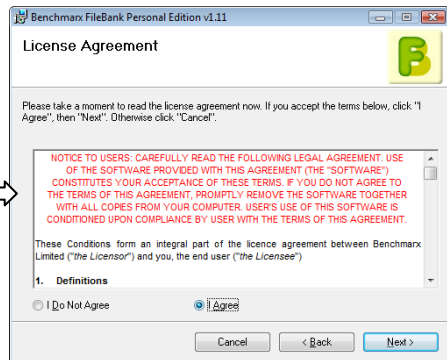 Benchmarx FileBank Personal Edition v1.11
License Agreement
Please take a moment to read the license agreement now. If you accept the terms below, click "I
Agree", then "Next". Otherwise click "Cancel".
NOTICE TO USERS: CAREFULLY READ THE FOLLOWING LEGAL AGREEMENT. USE
OF THE SOFTWARE PROVIDED WITH THIS AGREEMENT (THE "SOFTWARE")
CONSTITUTES YOUR ACCEPTANCE OF THESE TERMS. IF YOU DO NOT AGREE TO
THE TERMS OF THIS AGREEMENT, PROMPTLY REMOVE THE SOFTWARE TOGETHER
WITH ALL COPIES FROM YOUR COMPUTER. USER'S USE OF THIS SOFTWARE IS
CONDITIONED UPON COMPLIANCE BY USER WITH THE TERMS OF THIS AGREEMENT.
These Conditions form an integral part of the licence agreement between Benchmarx
Limited ("the Licensor") and you, the end user ("the Licensee")
1. Definitions
I Do Not Agree
I Agree
Cancel
< Back
Next >